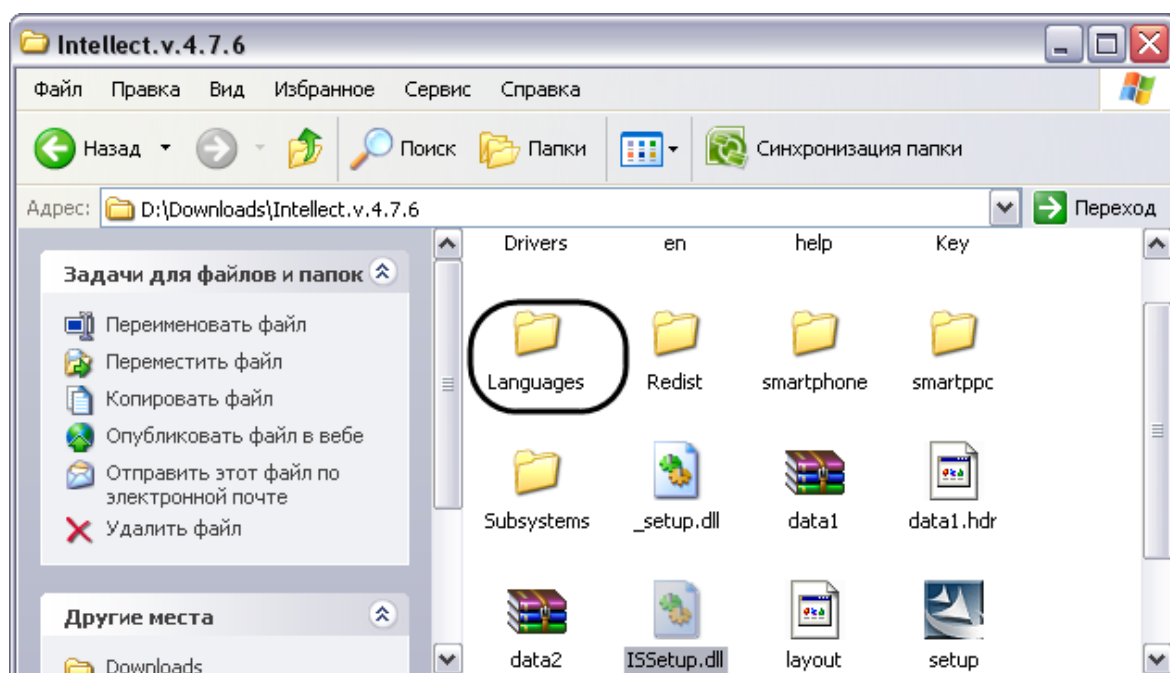 Intellect.v.4.7.6
Файл Правка Вид Избранное Сервис Справка
Назад Поиск Папки Синхронизация папки
Адрес: D:\Downloads\Intellect.v.4.7.6 Переход
Задачи для файлов и папок
Переименовать файл
Переместить файл
Копировать файл
Опубликовать файл в вебе
Отправить этот файл по
электронной почте
Удалить файл
Другие места
Downloads
Drivers en help Key
Languages Redist smartphone smartppc
Subsystems _setup.dll data1 data1.hdr
data2 ISSetup.dll layout setup